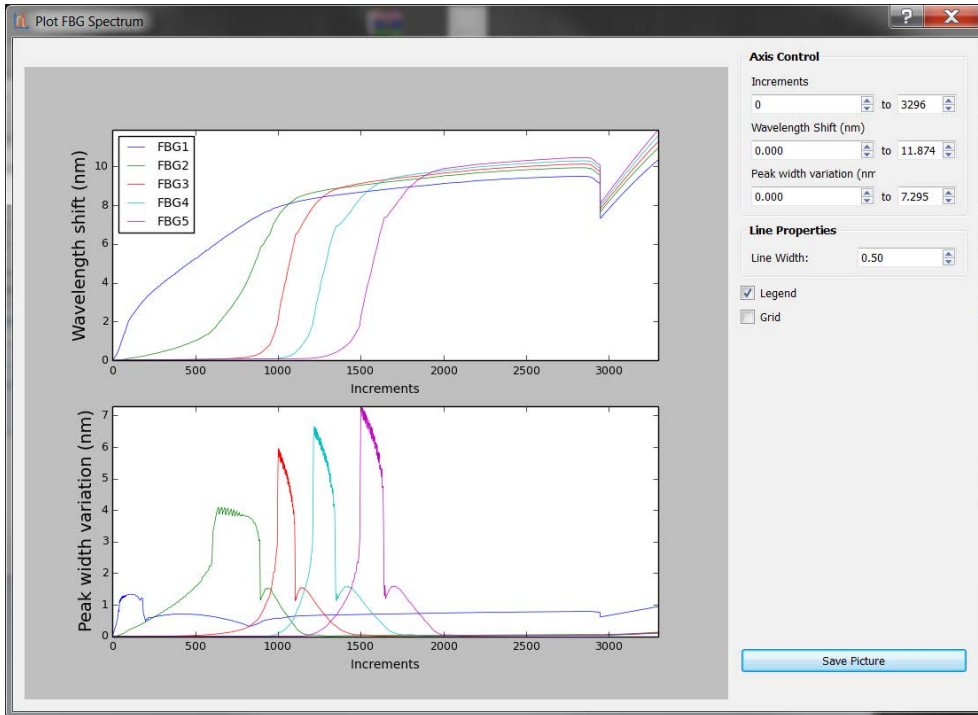 Plot FBG Spectrum
Wavelength shift (nm)
10
8
6
4
2
0
FBG1
FBG2
FBG3
FBG4
FBG5
0 500 1000 1500 2000 2500 3000
Increments
Peak width variation (nm)
7
6
5
4
3
2
1
0
0 500 1000 1500 2000 2500 3000
Increments
Axis Control
Increments
0 to 3296
Wavelength Shift (nm)
0.000 to 11.874
Peak width variation (nm
0.000 to 7.295
Line Properties
Line Width: 0.50
Legend
Grid
Save Picture